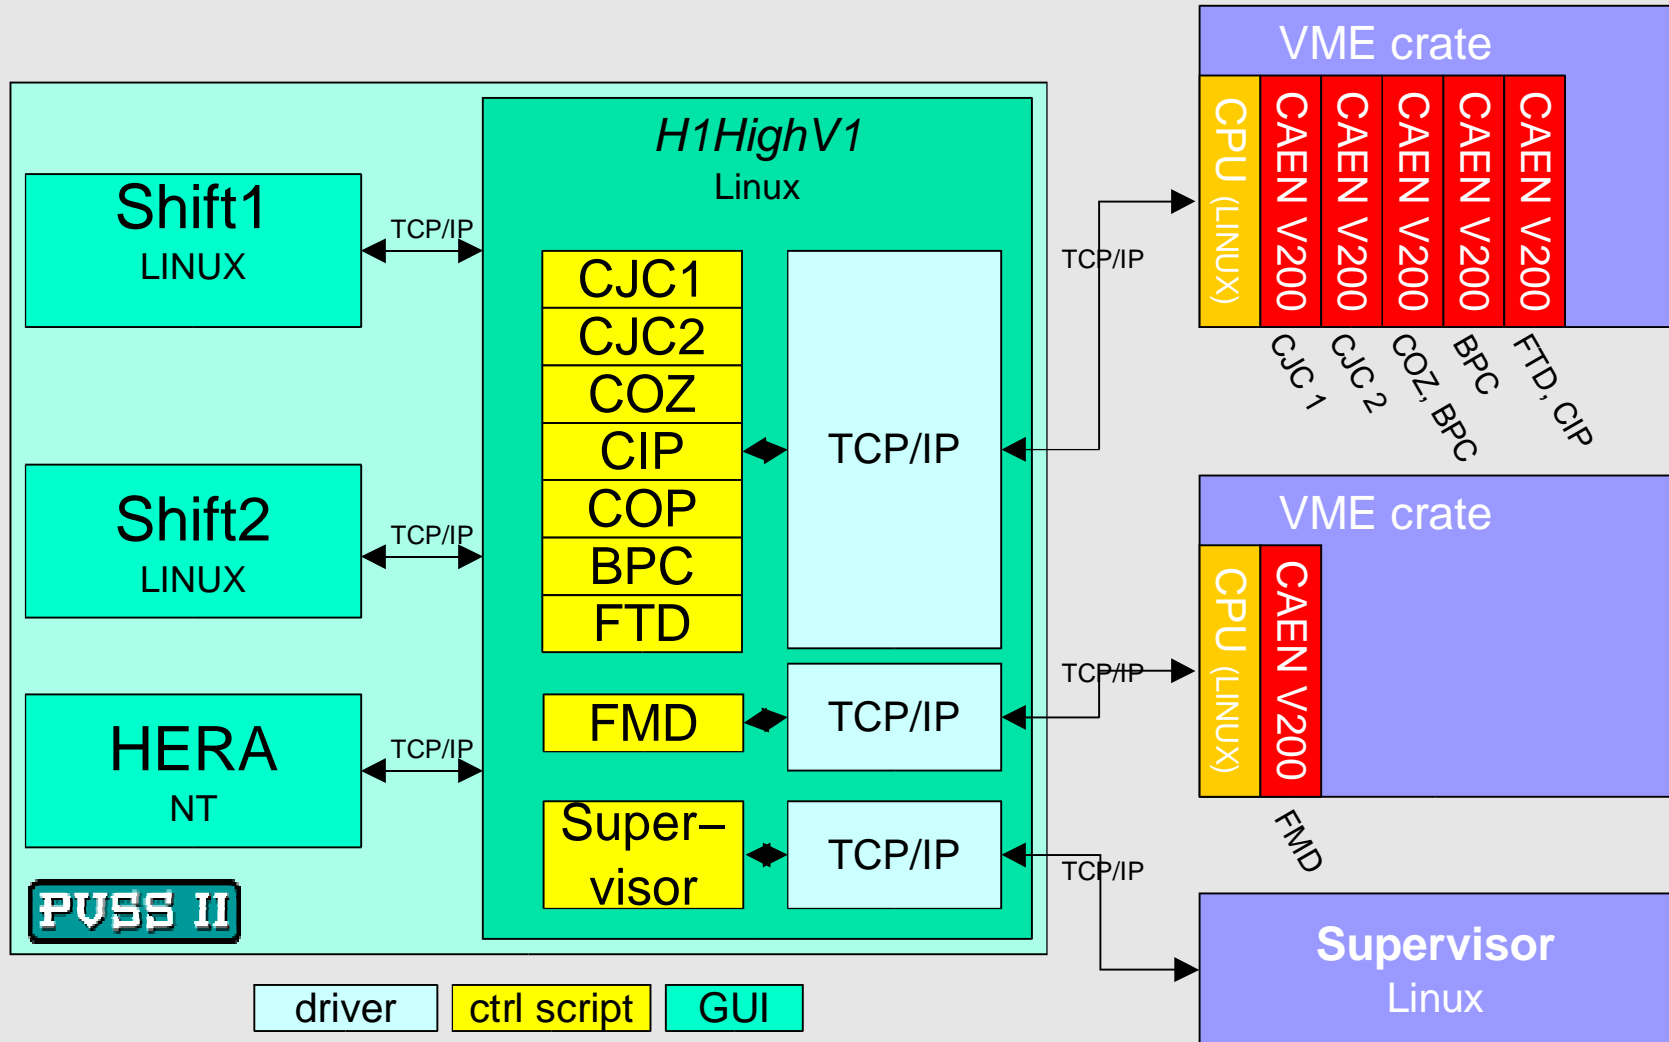 Shift1
LINUX
TCP/IP
Shift2
LINUX
TCP/IP
HERA
NT
TCP/IP
PVSS II
H1HighV1
Linux
CJC1
CJC2
COZ
CIP
COP
BPC
FTD
TCP/IP
FMD
TCP/IP
Super–
visor
TCP/IP
TCP/IP
TCP/IP
TCP/IP
VME crate
CPU (LINUX)
CAEN V200
CAEN V200
CAEN V200
CAEN V200
CAEN V200
CJC 1
CJC 2
COZ, BPC
BPC
FTD, CIP
VME crate
CPU (LINUX)
CAEN V200
FMD
Supervisor
Linux
driver
ctrl script
GUI